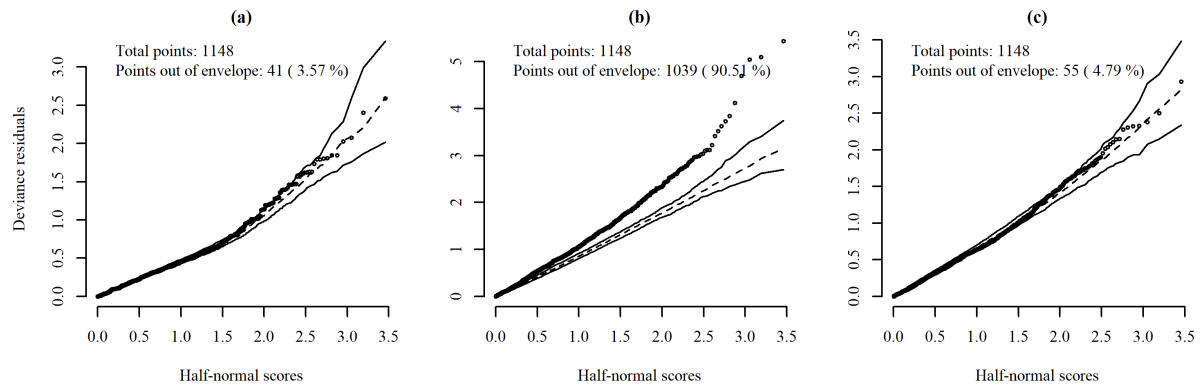 (a)
Total points: 1148
Points out of envelope: 41 ( 3.57 %)
Deviance residuals
0.0 0.5 1.0 1.5 2.0 2.5 3.0
0.0 0.5 1.0 1.5 2.0 2.5 3.0 3.5
Half-normal scores
(b)
Total points: 1148
Points out of envelope: 1039 ( 90.51 %)
0 1 2 3 4 5
0.0 0.5 1.0 1.5 2.0 2.5 3.0 3.5
Half-normal scores
(c)
Total points: 1148
Points out of envelope: 55 ( 4.79 %)
0.0 0.5 1.0 1.5 2.0 2.5 3.0 3.5
0.0 0.5 1.0 1.5 2.0 2.5 3.0 3.5
Half-normal scores